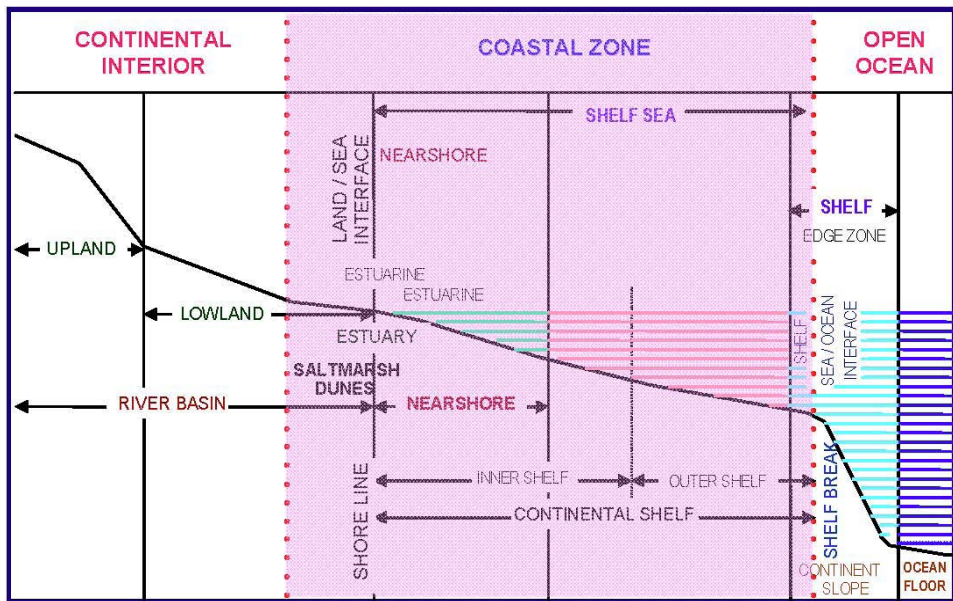 CONTINENTAL
INTERIOR
COASTAL ZONE
OPEN
OCEAN
SHELF SEA
LAND / SEA
INTERFACE
NEARSHORE
SHELF
EDGE ZONE
UPLAND
ESTUARINE
ESTUARINE
LOWLAND
ESTUARY
SHELF
SEA / OCEAN
INTERFACE
SALTMARSH
DUNES
RIVER BASIN
NEARSHORE
INNER SHELF
OUTER SHELF
CONTINENTAL SHELF
SHORE LINE
SHELF BREAK
CONTINENT
SLOPE
OCEAN
FLOOR